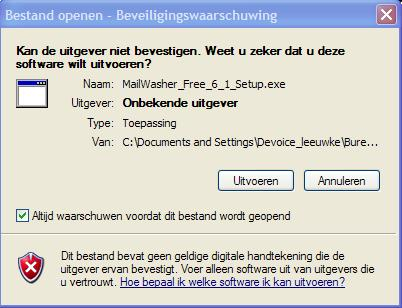 Bestand openen - Beveiligingswaarschuwing
Kan de uitgever niet bevestigen. Weet u zeker dat u deze
software wilt uitvoeren?
Naam: MailWasher_Free_6_1_Setup.exe
Uitgever: Onbekende uitgever
Type: Toepassing
Van: C:\Documents and Settings\Devoice_leeuwke\Bure...
Uitvoeren Annuleren
Altijd waarschuwen voordat dit bestand wordt geopend
Dit bestand bevat geen geldige digitale handtekening die de
uitgever ervan bevestigt. Voer alleen software uit van uitgevers die
u vertrouwt. Hoe bepaal ik welke software ik kan uitvoeren?